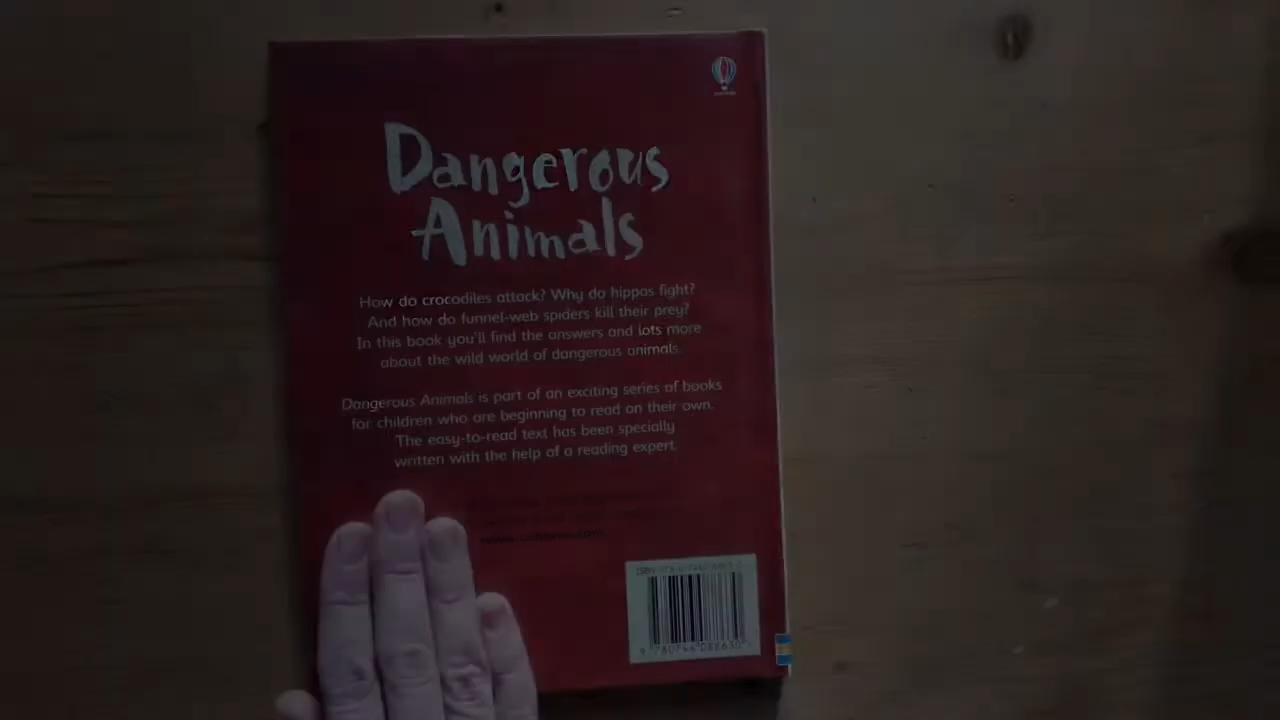 Dangerous
Animals
How do crocodiles attack? Why do hippos fight?
And how do funnel-web spiders kill their prey?
In this book you'll find the answers and lots more
about the wild world of dangerous animals.
Dangerous Animals is part of an exciting series of books
for children who are beginning to read on their own.
The easy-to-read text has been specially
written with the help of a reading expert.
ISBN